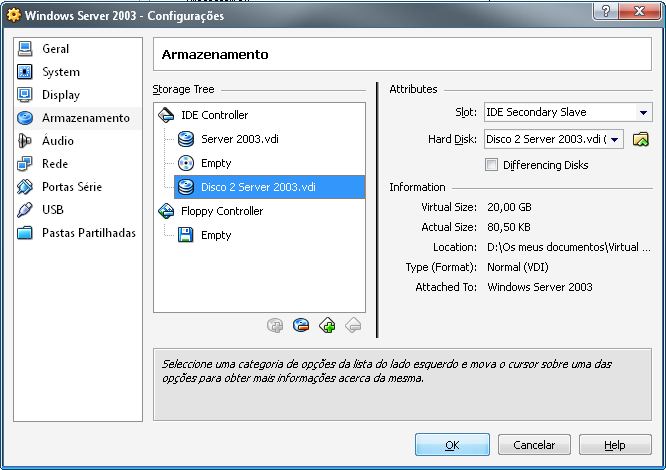 Windows Server 2003 - Configurações
Geral
System
Display
Armazenamento
Áudio
Rede
Portas Série
USB
Pastas Partilhadas
Armazenamento
Storage Tree
IDE Controller
Server 2003.vdi
Empty
Disco 2 Server 2003.vdi
Floppy Controller
Empty
Attributes
Slot: IDE Secondary Slave
Hard Disk: Disco 2 Server 2003.vdi (
Differencing Disks
Information
Virtual Size: 20,00 GB
Actual Size: 80,50 KB
Location: D:\Os meus documentos\Virtual ...
Type (Format): Normal (VDI)
Attached To: Windows Server 2003
Seleccione uma categoria de opções da lista do lado esquerdo e mova o cursor sobre uma das
opções para obter mais informações acerca da mesma.
OK Cancelar Help